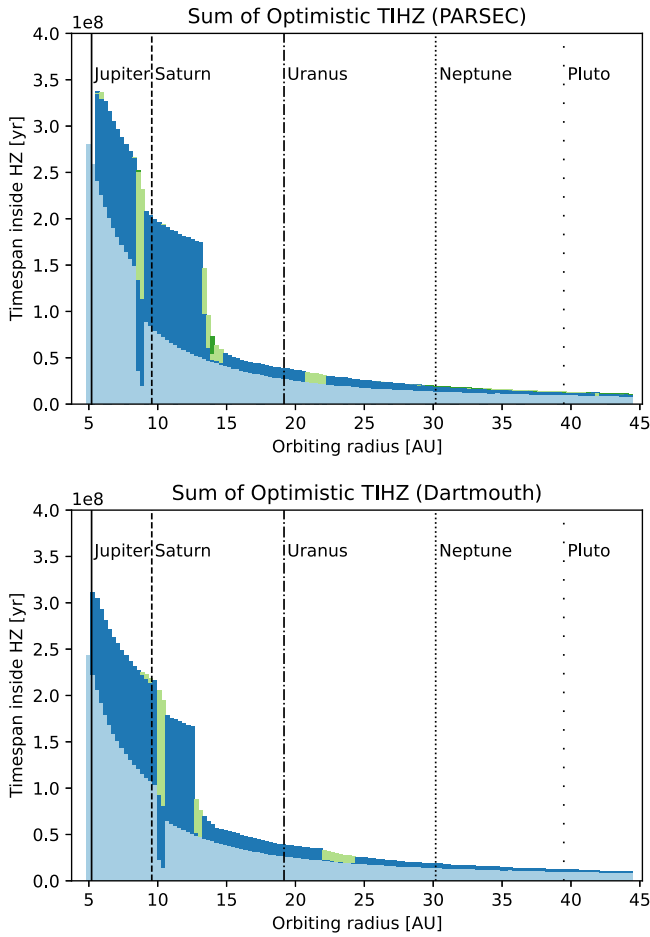 Sum of Optimistic TIHZ (PARSEC)
1e8
4.0
3.5
3.0
2.5
2.0
1.5
1.0
0.5
0.0
Timespan inside HZ [yr]
Jupiter Saturn Uranus Neptune Pluto
5 10 15 20 25 30 35 40 45
Orbiting radius [AU]
Sum of Optimistic TIHZ (Dartmouth)
1e8
4.0
3.5
3.0
2.5
2.0
1.5
1.0
0.5
0.0
Timespan inside HZ [yr]
Jupiter Saturn Uranus Neptune Pluto
5 10 15 20 25 30 35 40 45
Orbiting radius [AU]